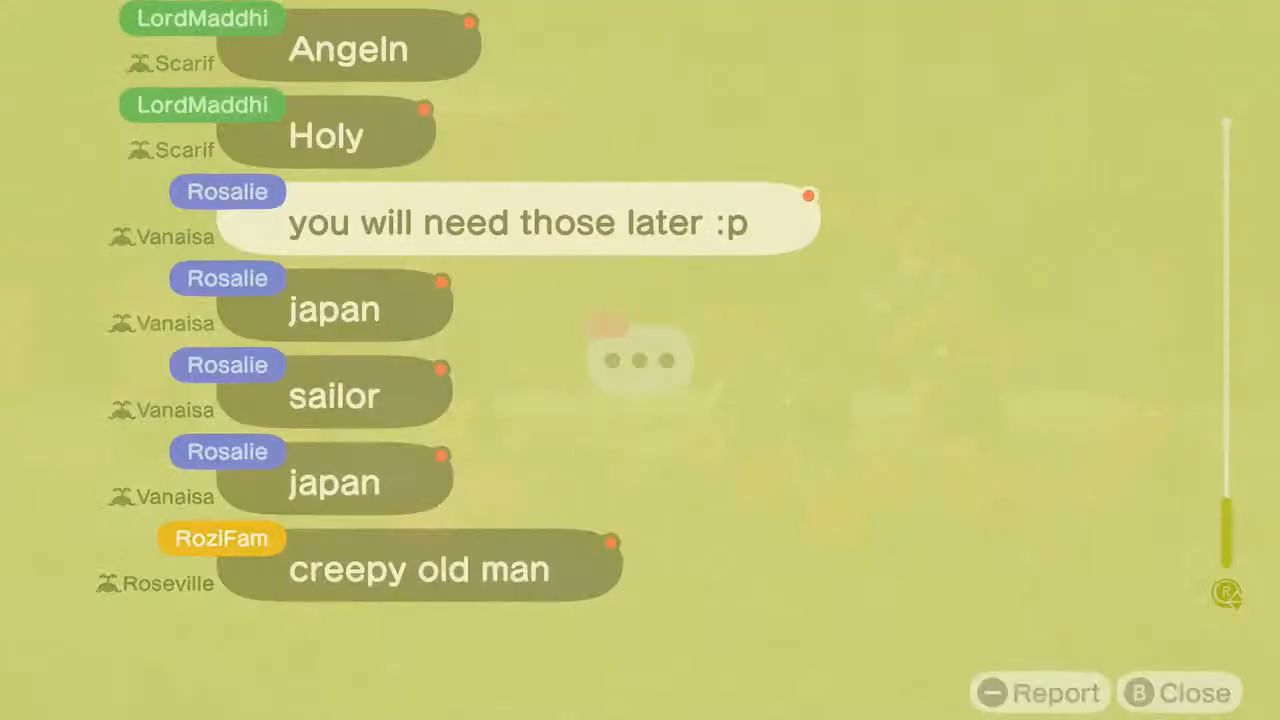 LordMaddhi
Scarif
Angeln
LordMaddhi
Scarif
Holy
Rosalie
Vanaisa
you will need those later :p
Rosalie
Vanaisa
japan
Rosalie
Vanaisa
sailor
Rosalie
Vanaisa
japan
RoziFam
Roseville
creepy old man
R
Report
B Close